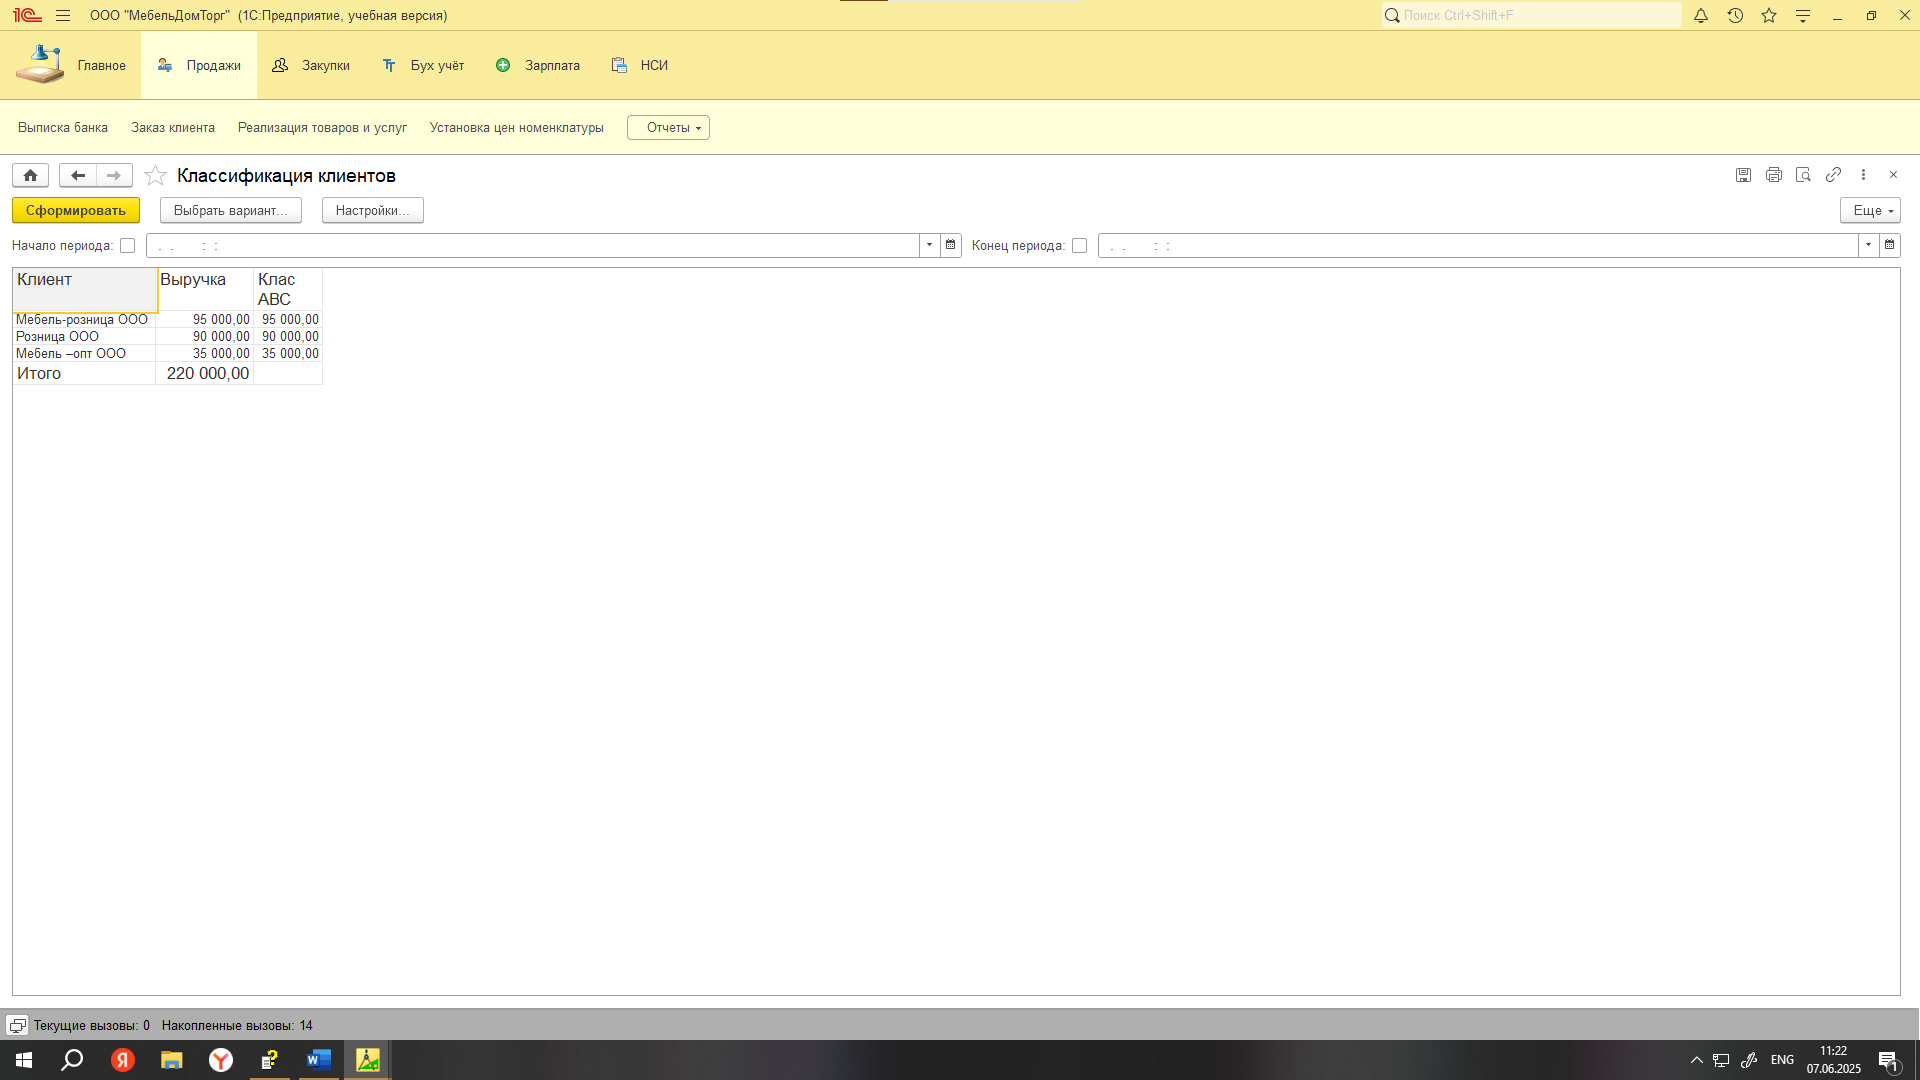 ООО "МебельДомТорг" (1С:Предприятие, учебная версия)
Поиск Ctrl+Shift+F
Главное
Продажи
Закупки
Бух учёт
Зарплата
НСИ
Выписка банка
Заказ клиента
Реализация товаров и услуг
Установка цен номенклатуры
Отчеты
Классификация клиентов
Сформировать
Выбрать вариант...
Настройки...
Еще
Начало периода: . . : :
Конец периода: . . : :
Клиент Выручка Клас АВС
Мебель-розница ООО 95 000,00 95 000,00
Розница ООО 90 000,00 90 000,00
Мебель –опт ООО 35 000,00 35 000,00
Итого 220 000,00
Текущие вызовы: 0 Накопленные вызовы: 14
ENG
11:22
07.06.2025
1